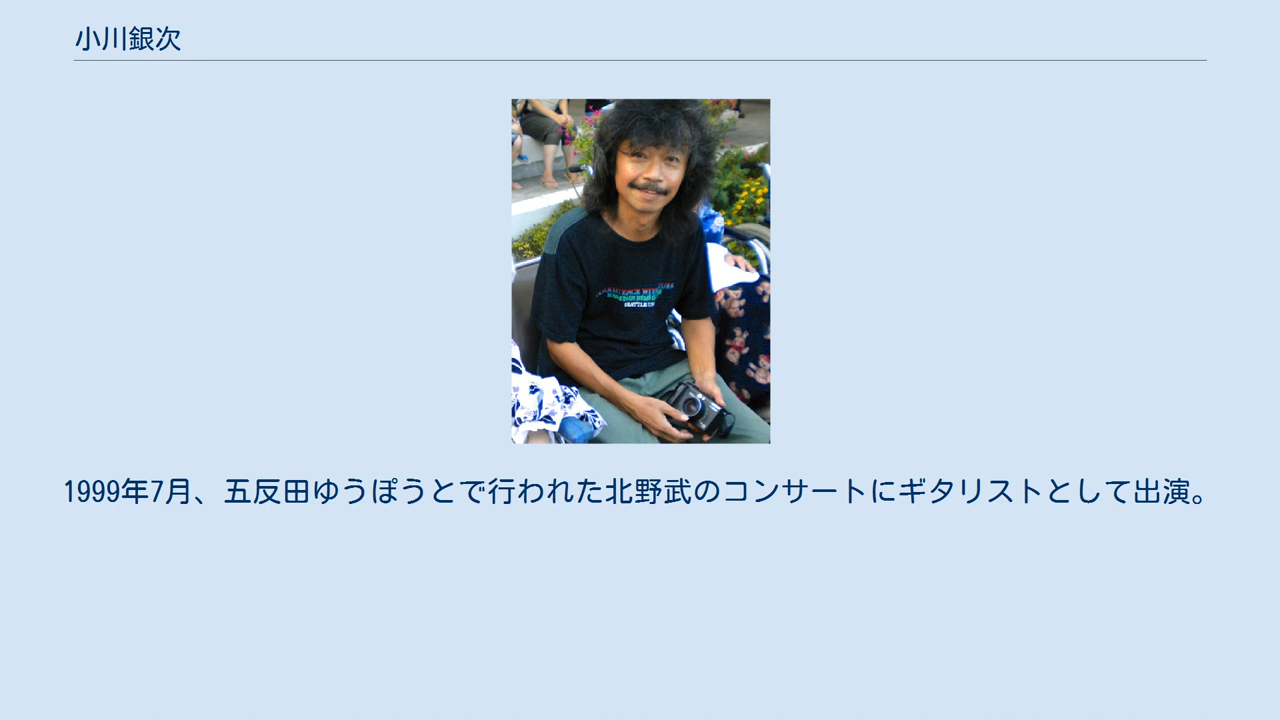 小川銀次
1999年7月、五反田ゆうぽうとで行われた北野武のコンサートにギタリストとして出演。